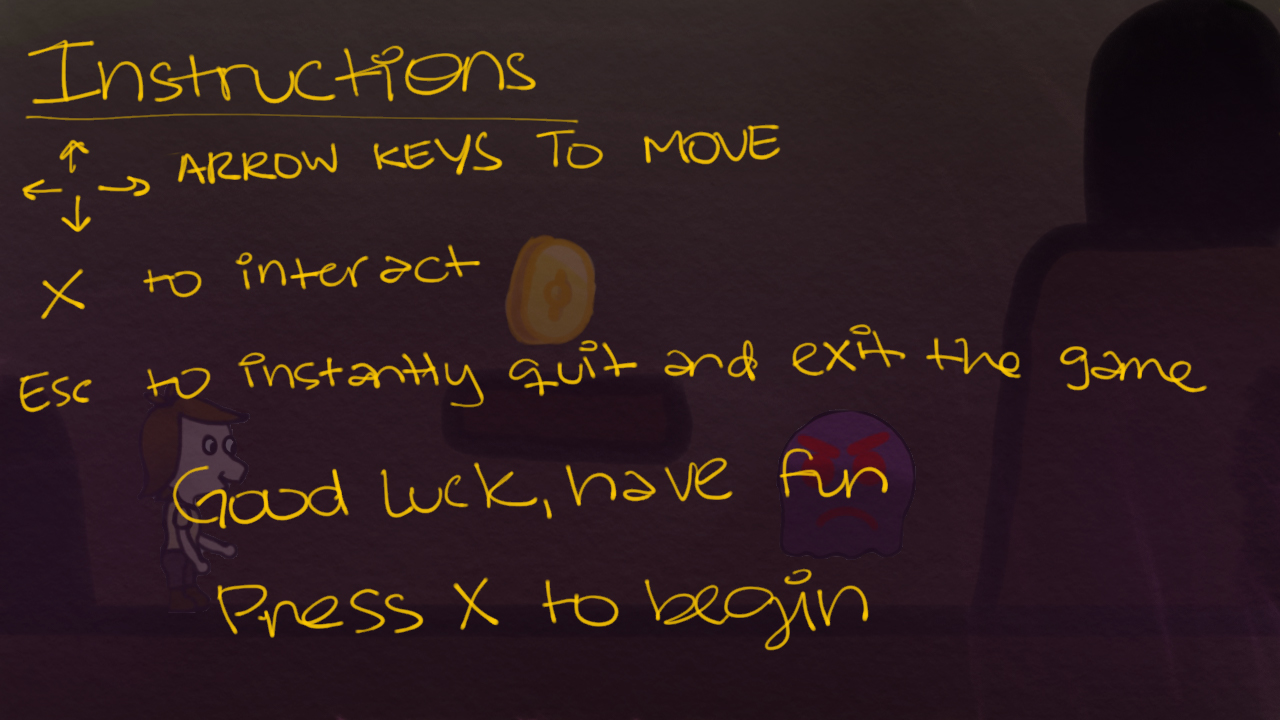 Instructions
ARROW KEYS TO MOVE
X to interact
Esc to instantly quit and exit the game
Good Luck, have fun
Press X to begin